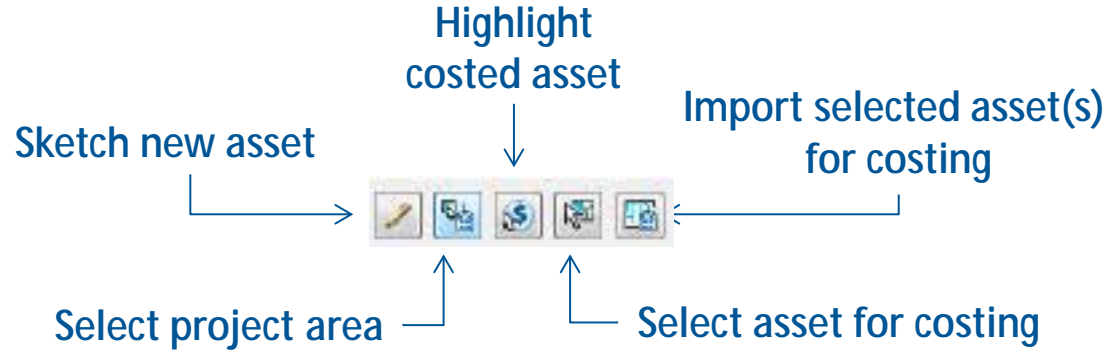 Highlight
costed asset
Import selected asset(s)
for costing
Sketch new asset
$
Select project area
Select asset for costing